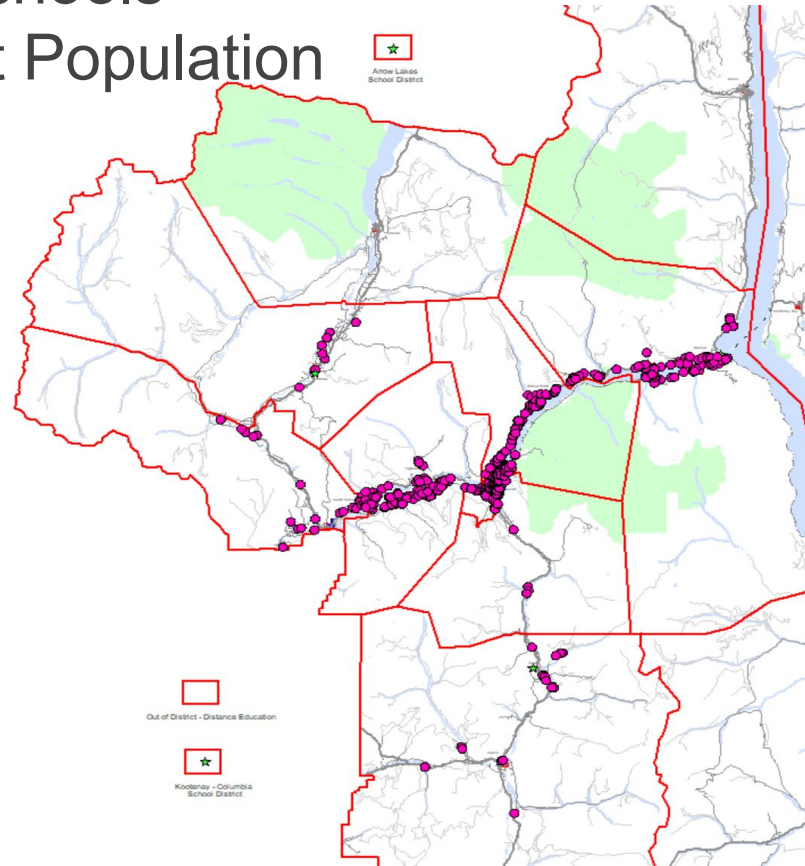 t Population
Arrow Lakes
School District
Out of District - Distance Education
Kootenay - Columbia
School District